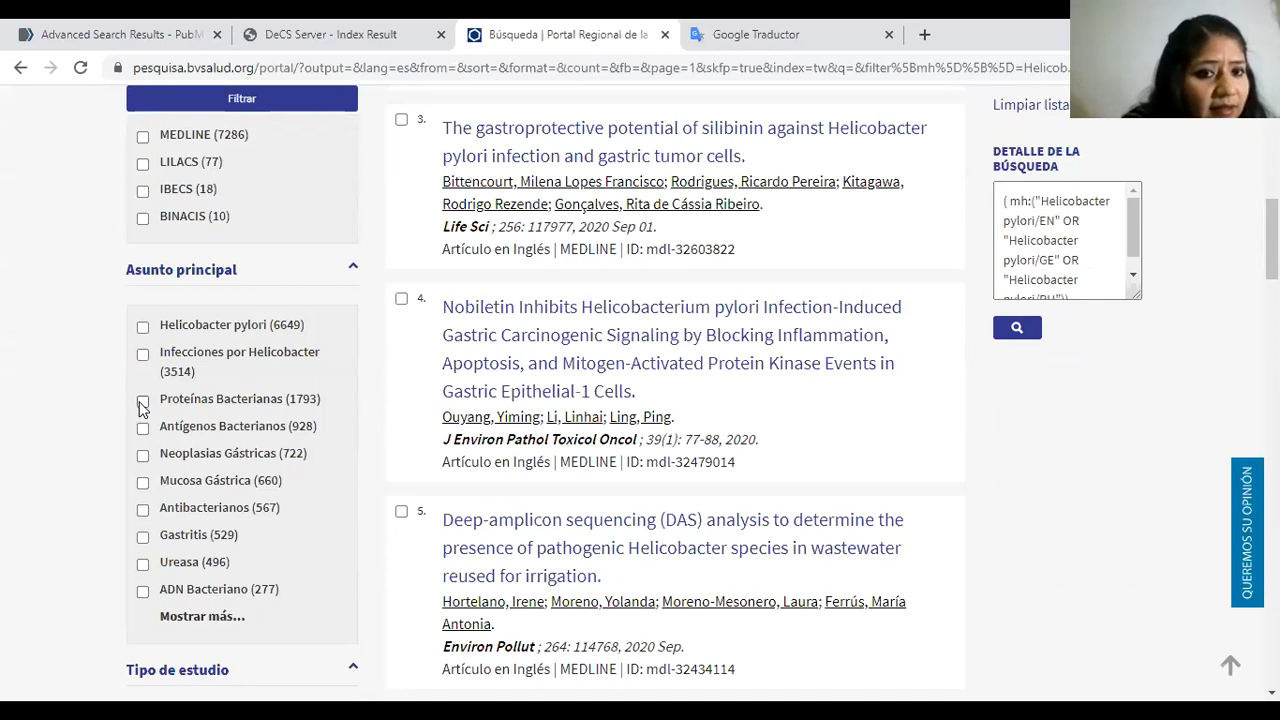 Advanced Search Results - PubM
DeCS Server - Index Result
Búsqueda | Portal Regional de la
Google Traductor
pesquisa.bvsalud.org/portal/?output=&lang=es&from=&sort=&format=&count=&fb=&page=1&skfp=true&index=tw&q=&filter%5Bmh%5D%5B%5D=Helicob.
Filtrar
MEDLINE (7286)
LILACS (77)
IBECS (18)
BINACIS (10)
Asunto principal
Helicobacter pylori (6649)
Infecciones por Helicobacter
(3514)
Proteínas Bacterianas (1793)
Antígenos Bacterianos (928)
Neoplasias Gástricas (722)
Mucosa Gástrica (660)
Antibacterianos (567)
Gastritis (529)
Ureasa (496)
ADN Bacteriano (277)
Mostrar más...
Tipo de estudio
3.
The gastroprotective potential of silibinin against Helicobacter
pylori infection and gastric tumor cells.
Bittencourt, Milena Lopes Francisco; Rodrigues, Ricardo Pereira; Kitagawa,
Rodrigo Rezende; Gonçalves, Rita de Cássia Ribeiro.
Life Sci ; 256: 117977, 2020 Sep 01.
Artículo en Inglés | MEDLINE | ID: mdl-32603822
4.
Nobiletin Inhibits Helicobacterium pylori Infection-Induced
Gastric Carcinogenic Signaling by Blocking Inflammation,
Apoptosis, and Mitogen-Activated Protein Kinase Events in
Gastric Epithelial-1 Cells.
Ouyang, Yiming; Li, Linhai; Ling, Ping.
J Environ Pathol Toxicol Oncol ; 39(1): 77-88, 2020.
Artículo en Inglés | MEDLINE | ID: mdl-32479014
5.
Deep-amplicon sequencing (DAS) analysis to determine the
presence of pathogenic Helicobacter species in wastewater
reused for irrigation.
Hortelano, Irene; Moreno, Yolanda; Moreno-Mesonero, Laura; Ferrús, María
Antonia.
Environ Pollut ; 264: 114768, 2020 Sep.
Artículo en Inglés | MEDLINE | ID: mdl-32434114
Limpiar lista
DETALLE DE LA
BÚSQUEDA
( mh:("Helicobacter
pylori/EN" OR
"Helicobacter
pylori/GE" OR
"Helicobacter
pylori/PH"))
QUEREMOS SU OPINIÓN